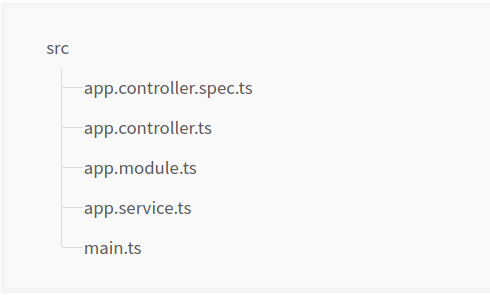 src
app.controller.spec.ts
app.controller.ts
app.module.ts
app.service.ts
main.ts